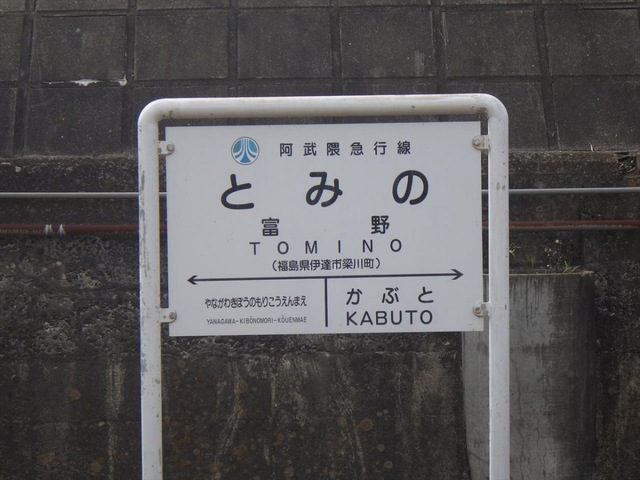 阿武隈急行線
とみの
富野
TOMINO
（福島県伊達市梁川町）
やながわきぼうのもりこうえんまえ
YANAGAWA-KIBŌNOMORI-KŌUENMAE
かぶと
KABUTO